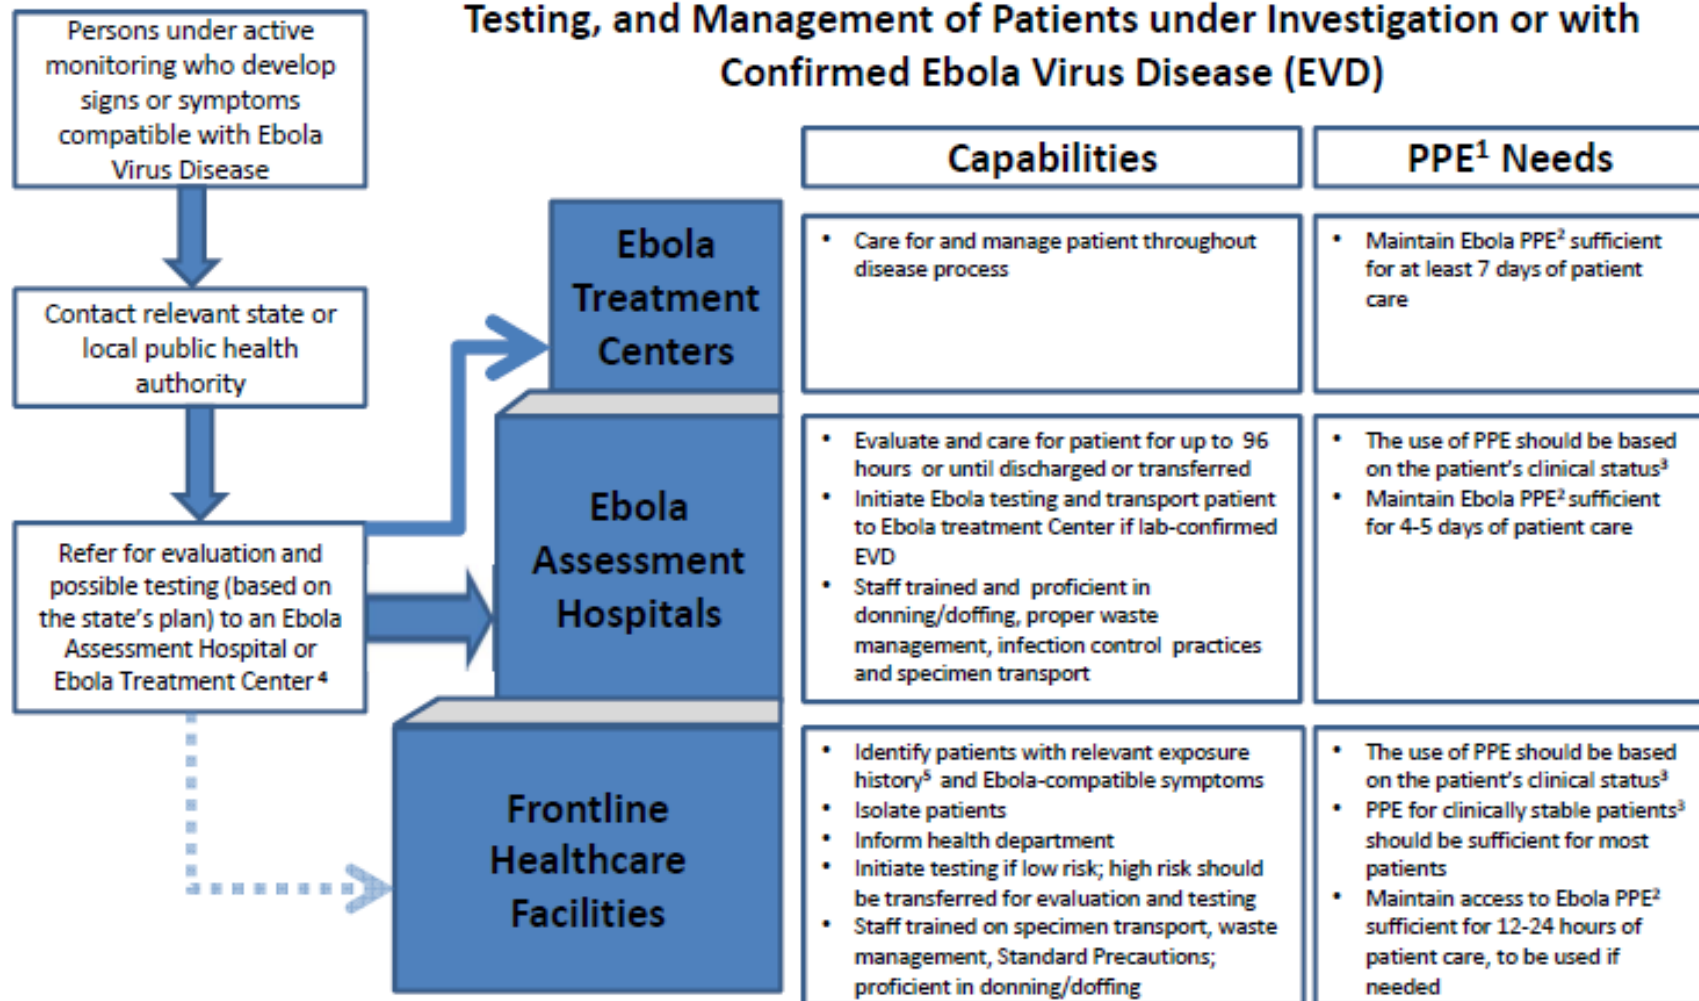 Testing, and Management of Patients under Investigation or with
Confirmed Ebola Virus Disease (EVD)
Persons under active
monitoring who develop
signs or symptoms
compatible with Ebola
Virus Disease
Contact relevant state or
local public health
authority
Refer for evaluation and
possible testing (based on
the state's plan) to an Ebola
Assessment Hospital or
Ebola Treatment Center ⁴
Capabilities
PPE¹ Needs
Ebola
Treatment
Centers
• Care for and manage patient throughout
disease process
• Maintain Ebola PPE² sufficient
for at least 7 days of patient
care
Ebola
Assessment
Hospitals
• Evaluate and care for patient for up to 96
hours or until discharged or transferred
• Initiate Ebola testing and transport patient
to Ebola treatment Center if lab-confirmed
EVD
• Staff trained and proficient in
donning/doffing, proper waste
management, infection control practices
and specimen transport
• The use of PPE should be based
on the patient's clinical status³
• Maintain Ebola PPE² sufficient
for 4-5 days of patient care
Frontline
Healthcare
Facilities
• Identify patients with relevant exposure
history⁵ and Ebola-compatible symptoms
• Isolate patients
• Inform health department
• Initiate testing if low risk; high risk should
be transferred for evaluation and testing
• Staff trained on specimen transport, waste
management, Standard Precautions;
proficient in donning/doffing
• The use of PPE should be based
on the patient's clinical status³
• PPE for clinically stable patients³
should be sufficient for most
patients
• Maintain access to Ebola PPE²
sufficient for 12-24 hours of
patient care, to be used if
needed